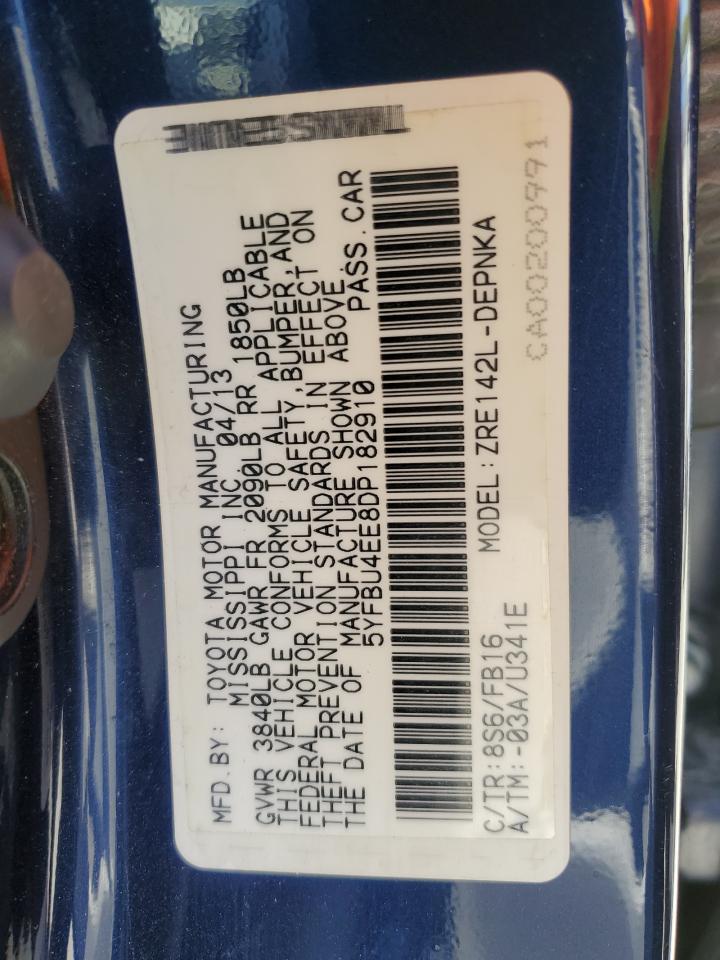 MFD.BY: TOYOTA MOTOR MANUFACTURING
MISSISSIPPI INC. 04/13
GVWR 3840LB GAWR FR 2090LB RR 1850LB
THIS VEHICLE CONFORMS TO ALL APPLICABLE
FEDERAL MOTOR VEHICLE SAFETY, BUMPER, AND
THEFT PREVENTION STANDARDS IN EFFECT ON
THE DATE OF MANUFACTURE SHOWN ABOVE.
5YFBU4EE8DP182910 PASS.CAR
C/TR:8S6/FB16 MODEL:ZRE142L-DEPNKA
A/TM:-03A/U341E
CA00200991